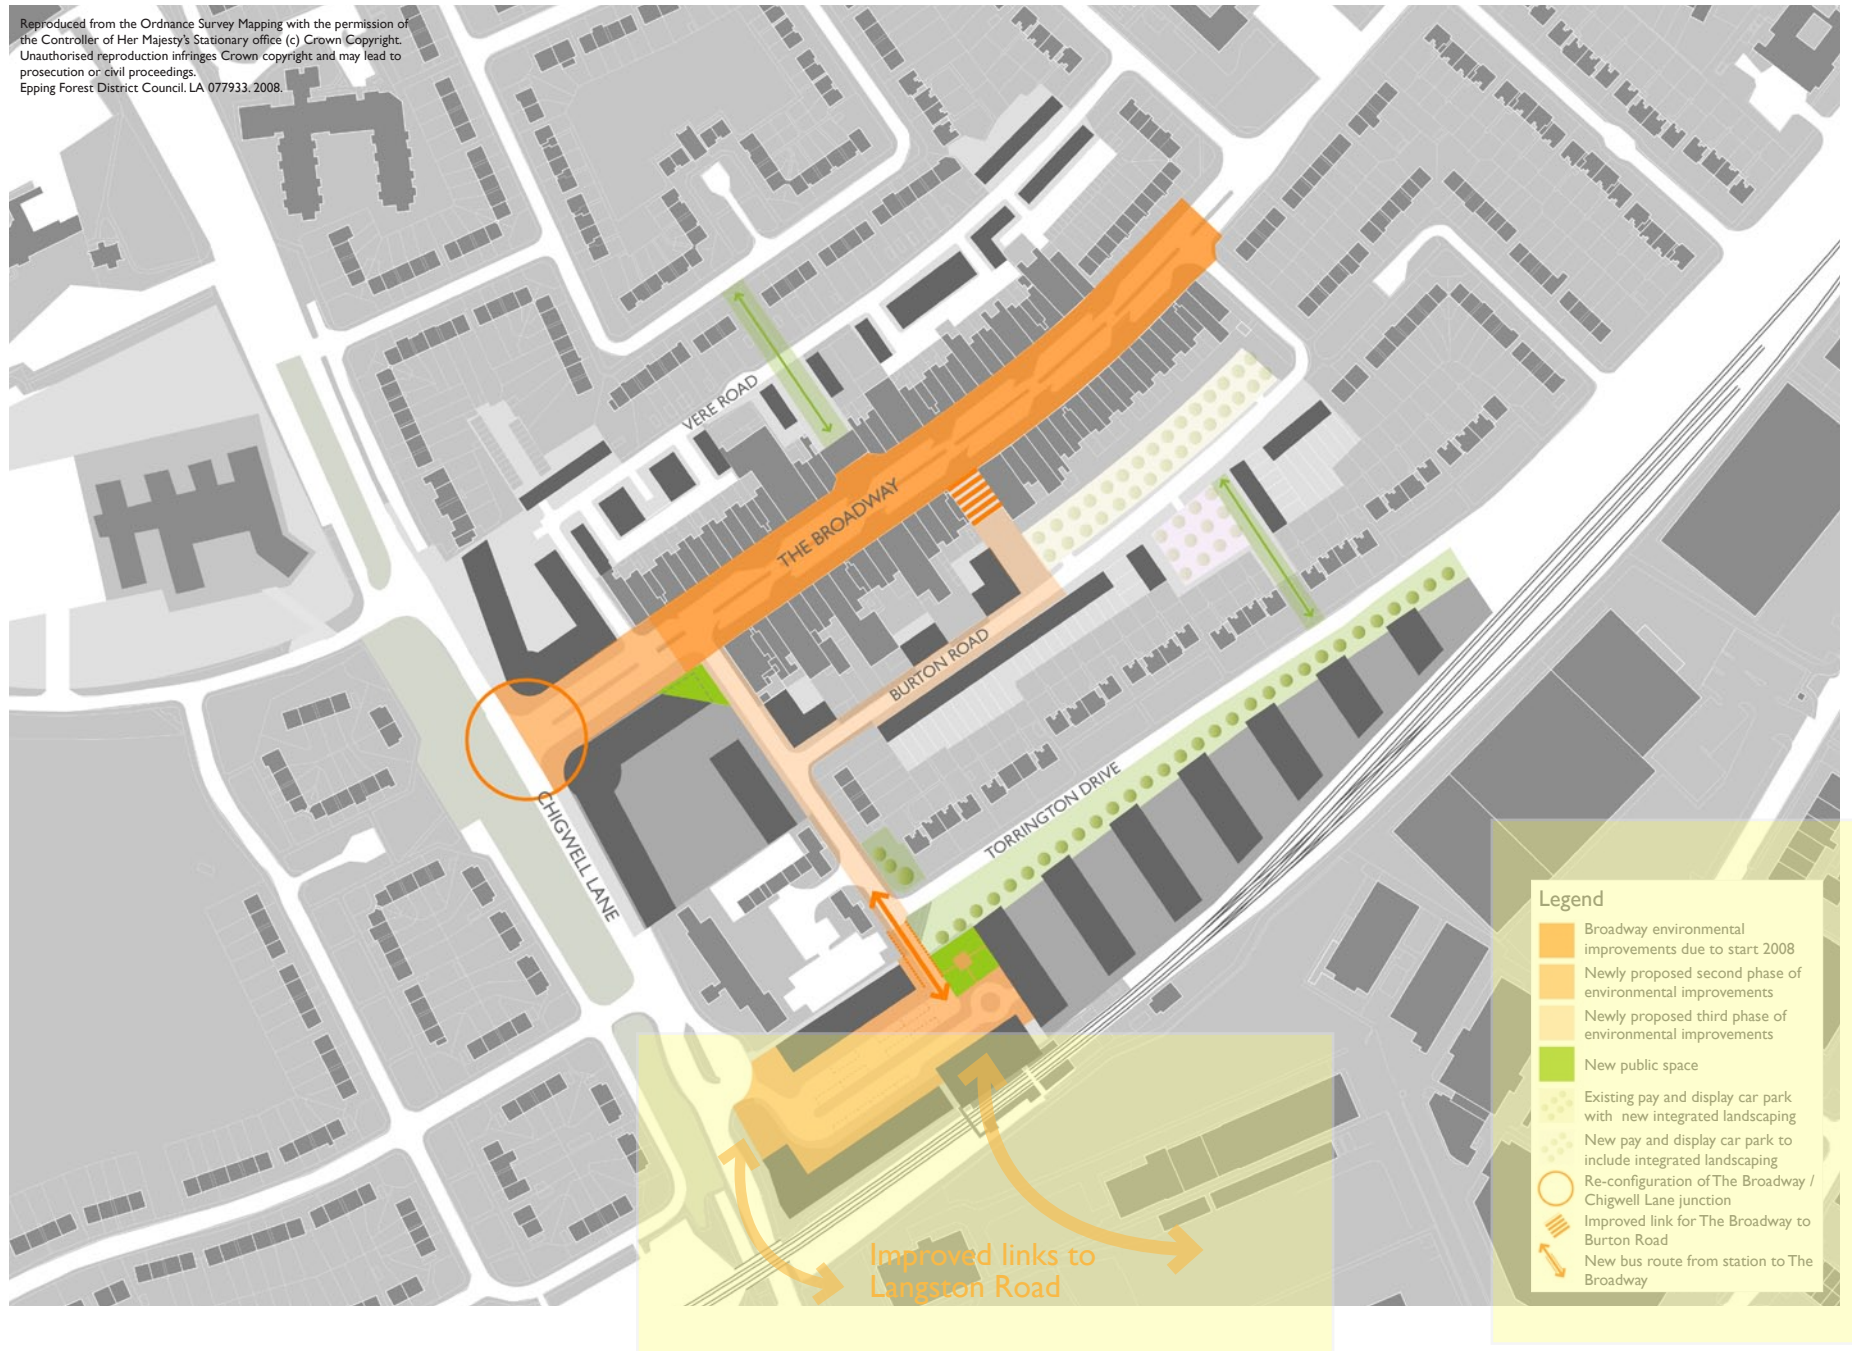 Reproduced from the Ordnance Survey Mapping with the permission of
the Controller of Her Majesty's Stationary office (c) Crown Copyright.
Unauthorised reproduction infringes Crown copyright and may lead to
prosecution or civil proceedings.
Epping Forest District Council. LA 077933. 2008.
VERE ROAD
THE BROADWAY
BURTON ROAD
TORRINGTON DRIVE
CHIGWELL LANE
Improved links to
Langston Road
Legend
Broadway environmental
improvements due to start 2008
Newly proposed second phase of
environmental improvements
Newly proposed third phase of
environmental improvements
New public space
Existing pay and display car park
with new integrated landscaping
New pay and display car park to
include integrated landscaping
Re-configuration of The Broadway /
Chigwell Lane junction
Improved link for The Broadway to
Burton Road
New bus route from station to The
Broadway